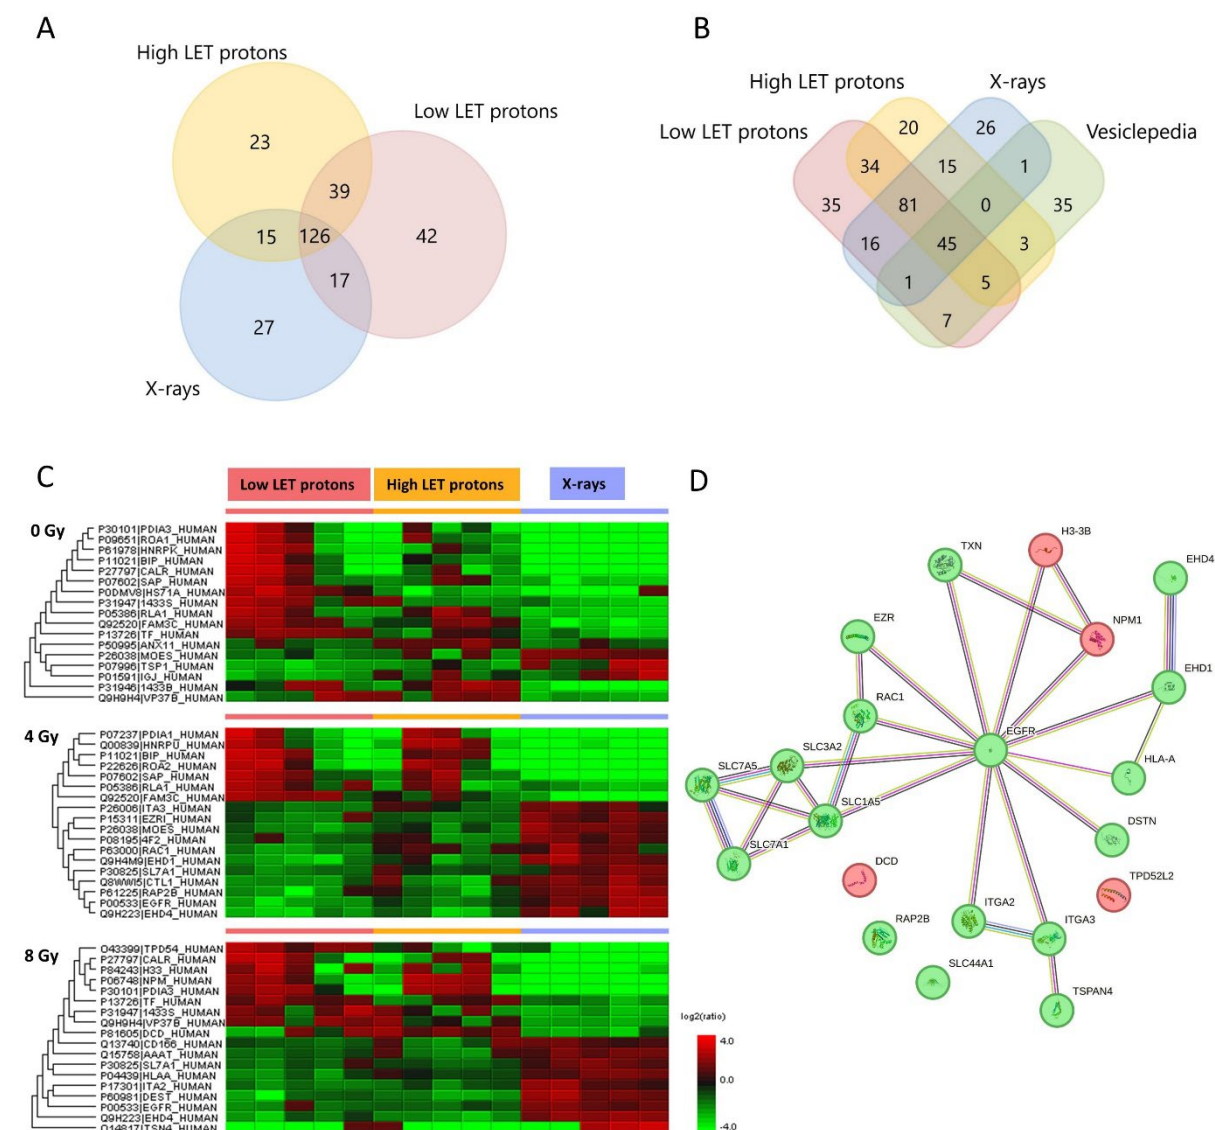 A
High LET protons
Low LET protons
23
39
15
126
42
17
27
X-rays
B
High LET protons
X-rays
Low LET protons
Vesiclepedia
20
26
34
15
1
35
81
0
35
16
45
3
1
5
7
C
Low LET protons
High LET protons
X-rays
0 Gy
P30101|PDIA3_HUMAN
P09651|ROA1_HUMAN
P61978|HNRPK_HUMAN
P11021|BIP_HUMAN
P27797|CALR_HUMAN
P07602|SAP_HUMAN
P0DMV8|HS71A_HUMAN
P31947|1433S_HUMAN
P05386|RLA1_HUMAN
Q92520|FAM3C_HUMAN
P13726|TF_HUMAN
P50995|ANX11_HUMAN
P26038|MOES_HUMAN
P07996|TSP1_HUMAN
P01591|IGJ_HUMAN
P31946|1433B_HUMAN
Q9H9H4|VP37B_HUMAN
4 Gy
P07237|PDIA1_HUMAN
Q00839|HNRPU_HUMAN
P11021|BIP_HUMAN
P22626|ROA2_HUMAN
P07602|SAP_HUMAN
P05386|RLA1_HUMAN
Q92520|FAM3C_HUMAN
P26006|ITA3_HUMAN
P15311|EZRI_HUMAN
P26038|MOES_HUMAN
P08195|4F2_HUMAN
P63000|RAC1_HUMAN
Q9H4M9|EHD1_HUMAN
P30825|SL7A1_HUMAN
Q8WWI5|CTL1_HUMAN
P61225|RAP2B_HUMAN
P00533|EGFR_HUMAN
Q9H223|EHD4_HUMAN
8 Gy
O43399|TPD54_HUMAN
P27797|CALR_HUMAN
P84243|H33_HUMAN
P06748|NPM_HUMAN
P30101|PDIA3_HUMAN
P13726|TF_HUMAN
P31947|1433S_HUMAN
Q9H9H4|VP37B_HUMAN
P81605|DCD_HUMAN
Q13740|CD166_HUMAN
Q15758|AAAT_HUMAN
P30825|SL7A1_HUMAN
P04439|HLAA_HUMAN
P17301|ITA2_HUMAN
P60981|DEST_HUMAN
P00533|EGFR_HUMAN
Q9H223|EHD4_HUMAN
O14817|TSN4_HUMAN
log2(ratio)
4.0
0.0
-4.0
D
H3-3B
TXN
EHD4
EZR
NPM1
EHD1
RAC1
EGFR
SLC3A2
SLC7A5
HLA-A
SLC1A5
DSTN
SLC7A1
DCD
TPD52L2
ITGA2
RAP2B
ITGA3
SLC44A1
TSPAN4